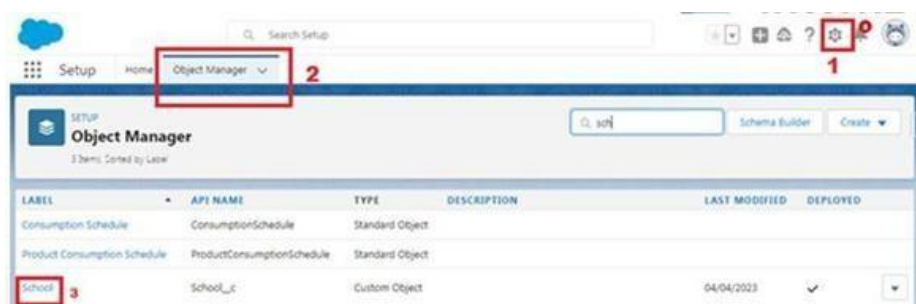 Search Setup
Setup Home Object Manager 2
1
SETUP
Object Manager
3 Items, Sorted by Label
sch
Schema Builder Create
LABEL API NAME TYPE DESCRIPTION LAST MODIFIED DEPLOYED
Consumption Schedule ConsumptionSchedule Standard Object
Product Consumption Schedule ProductConsumptionSchedule Standard Object
School 3 School__c Custom Object 04/04/2023